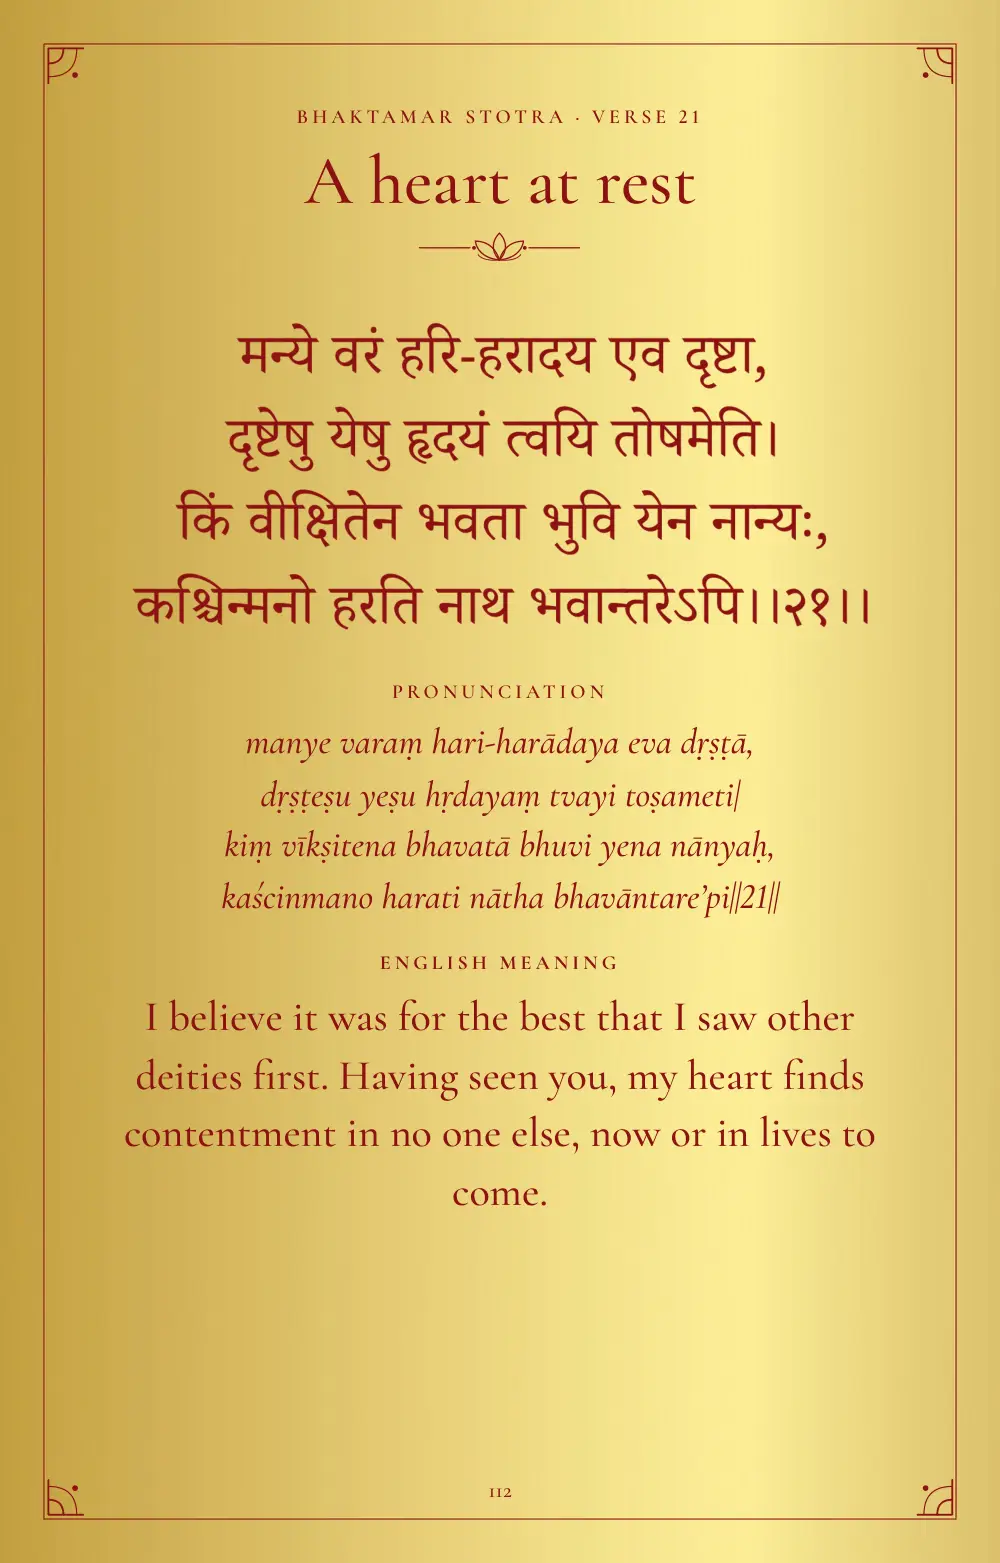 BHAKTAMAR STOTRA · VERSE 21
A heart at rest
मन्ये वरं हरि-हरादय एव दृष्टा,
दृष्टेषु येषु हृदयं त्वयि तोषमेति।
किं वीक्षितेन भवता भुवि येन नान्यः,
कश्चिन्मनो हरति नाथ भवान्तरेऽपि।।२१।।
PRONUNCIATION
manye varaṃ hari-harādaya eva dṛṣṭā,
dṛṣṭeṣu yeṣu hṛdayaṃ tvayi toṣameti|
kiṃ vīkṣitena bhavatā bhuvi yena nānyaḥ,
kaścinmano harati nātha bhavāntare’pi||21||
ENGLISH MEANING
I believe it was for the best that I saw other
deities first. Having seen you, my heart finds
contentment in no one else, now or in lives to
come.
112